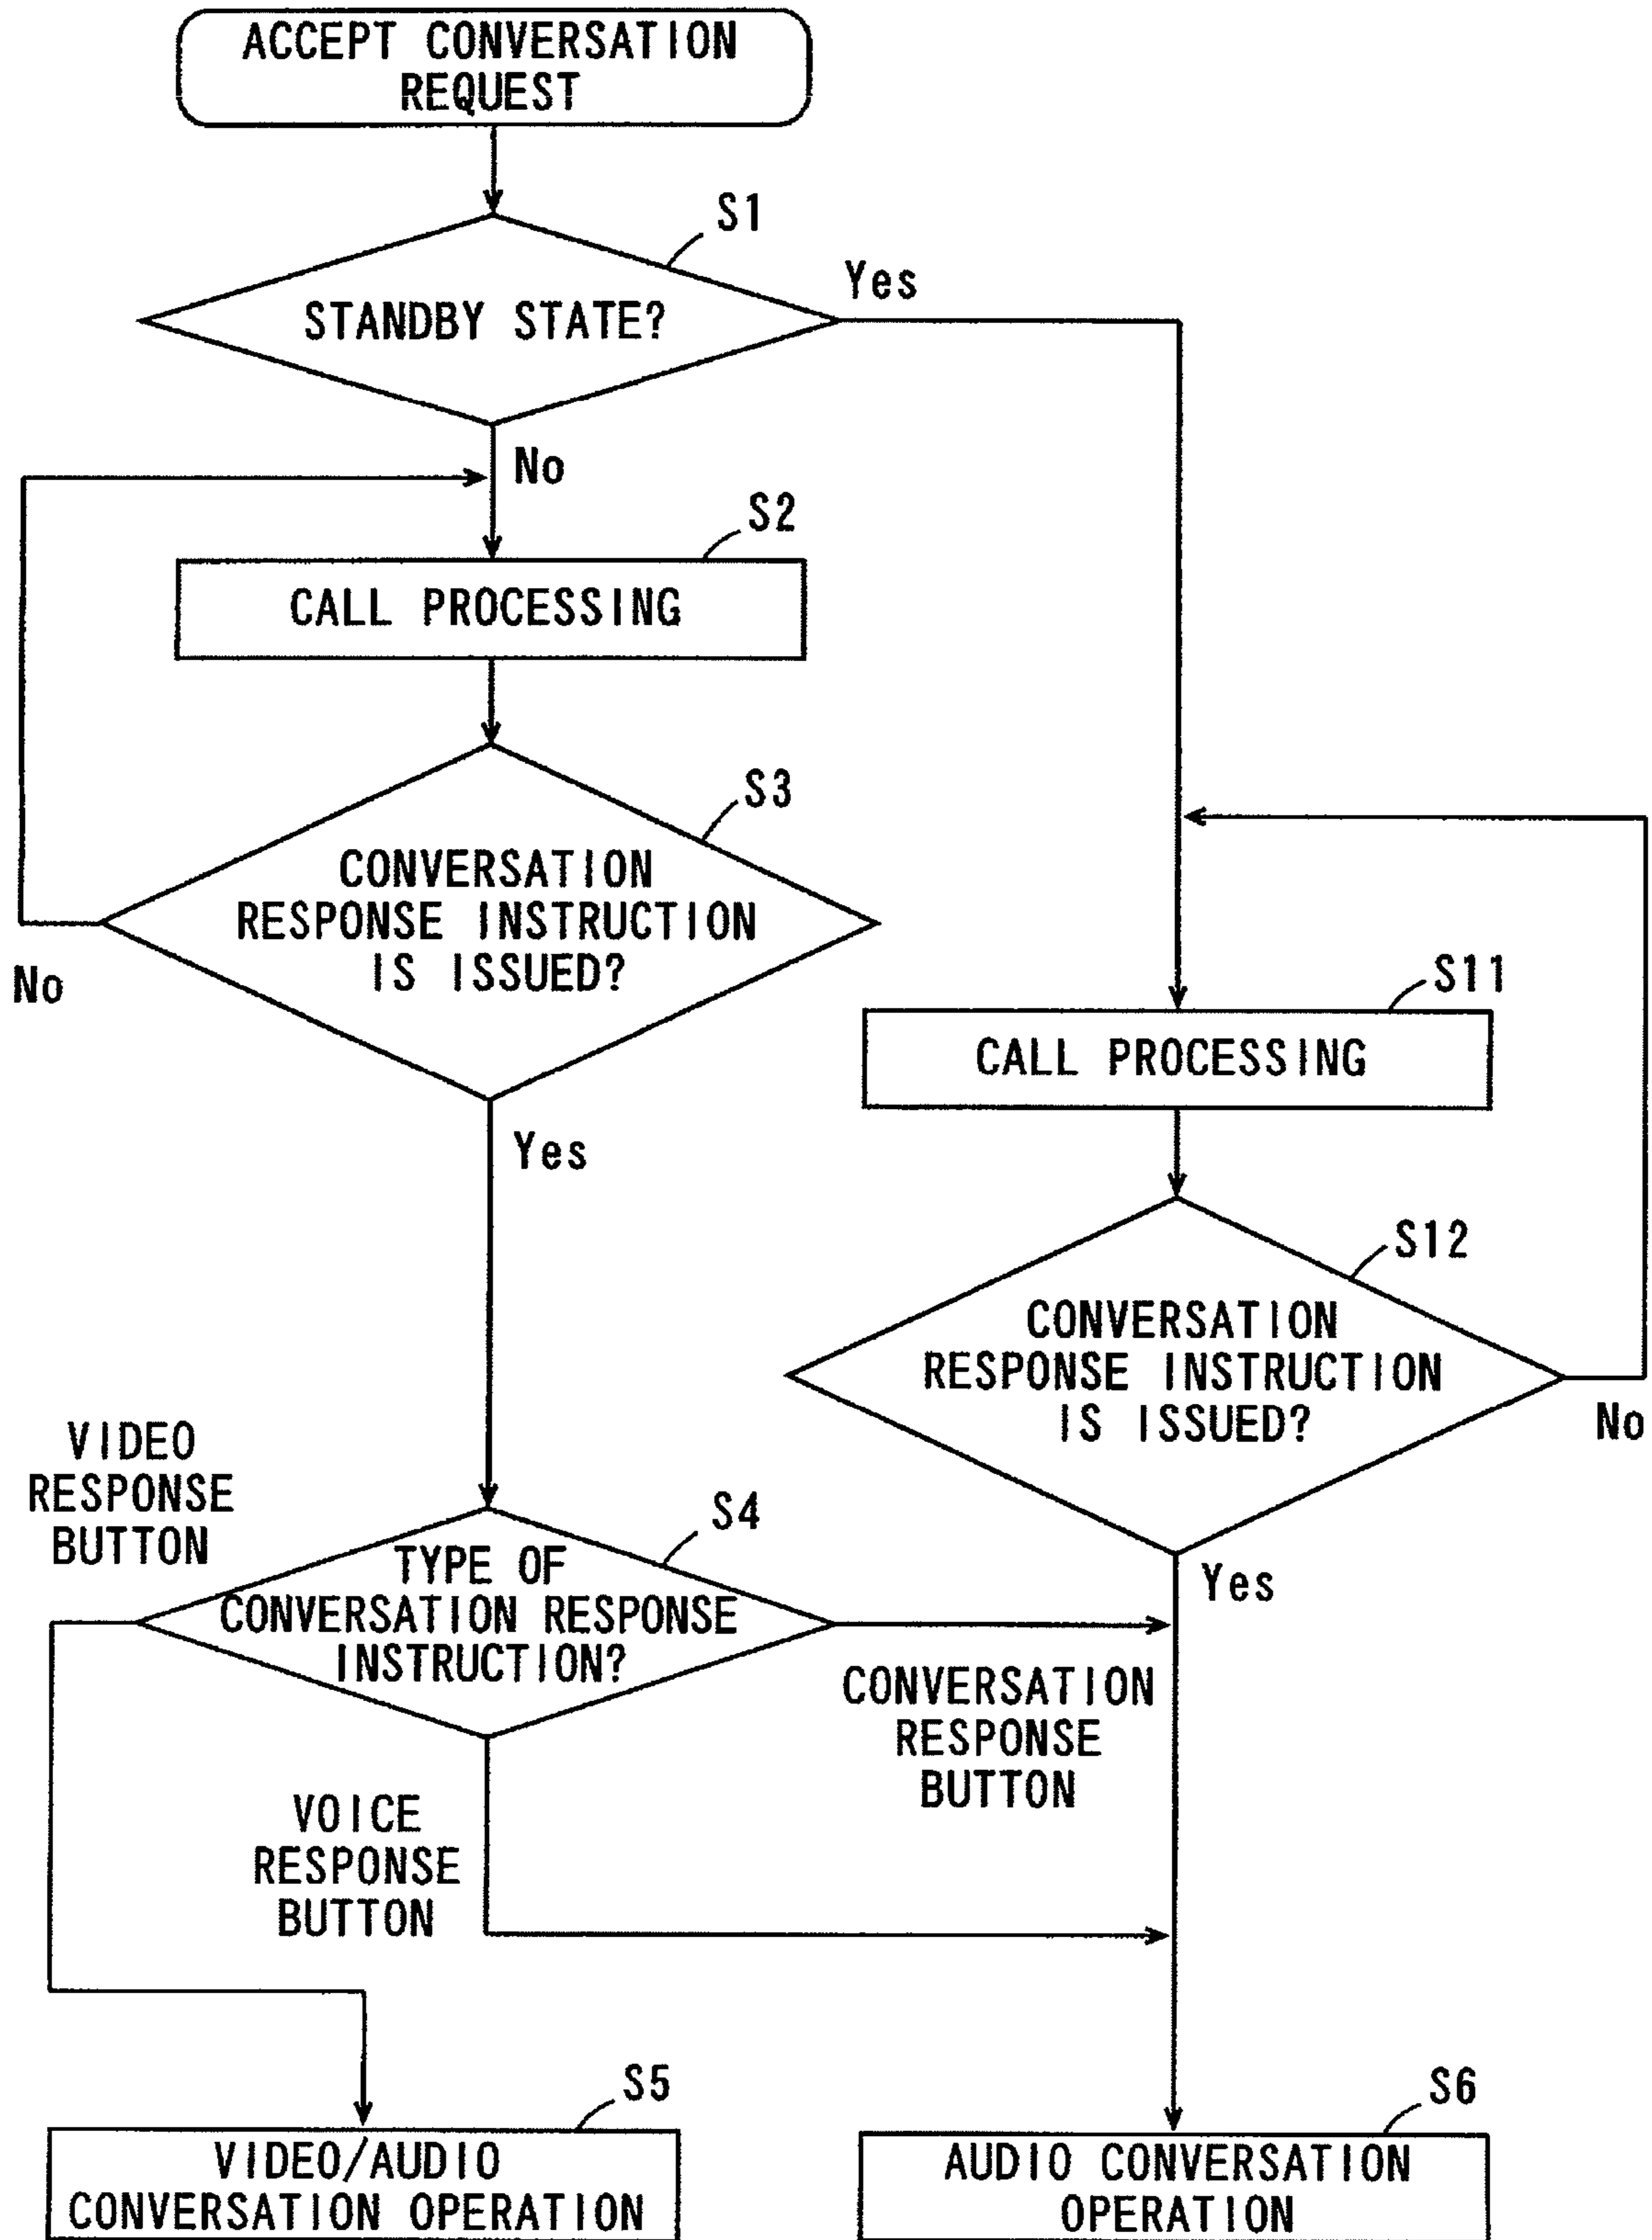 ACCEPT CONVERSATION
REQUEST
S1
Yes
STANDBY STATE?
No
S2
CALL PROCESSING
S3
CONVERSATION
RESPONSE INSTRUCTION
IS ISSUED?
No
S11
CALL PROCESSING
Yes
S12
CONVERSATION
RESPONSE INSTRUCTION
IS ISSUED?
No
VIDEO
RESPONSE
BUTTON
S4
TYPE OF
CONVERSATION RESPONSE
INSTRUCTION?
Yes
CONVERSATION
RESPONSE
BUTTON
VOICE
RESPONSE
BUTTON
S5
VIDEO/AUDIO
CONVERSATION OPERATION
S6
AUDIO CONVERSATION
OPERATION